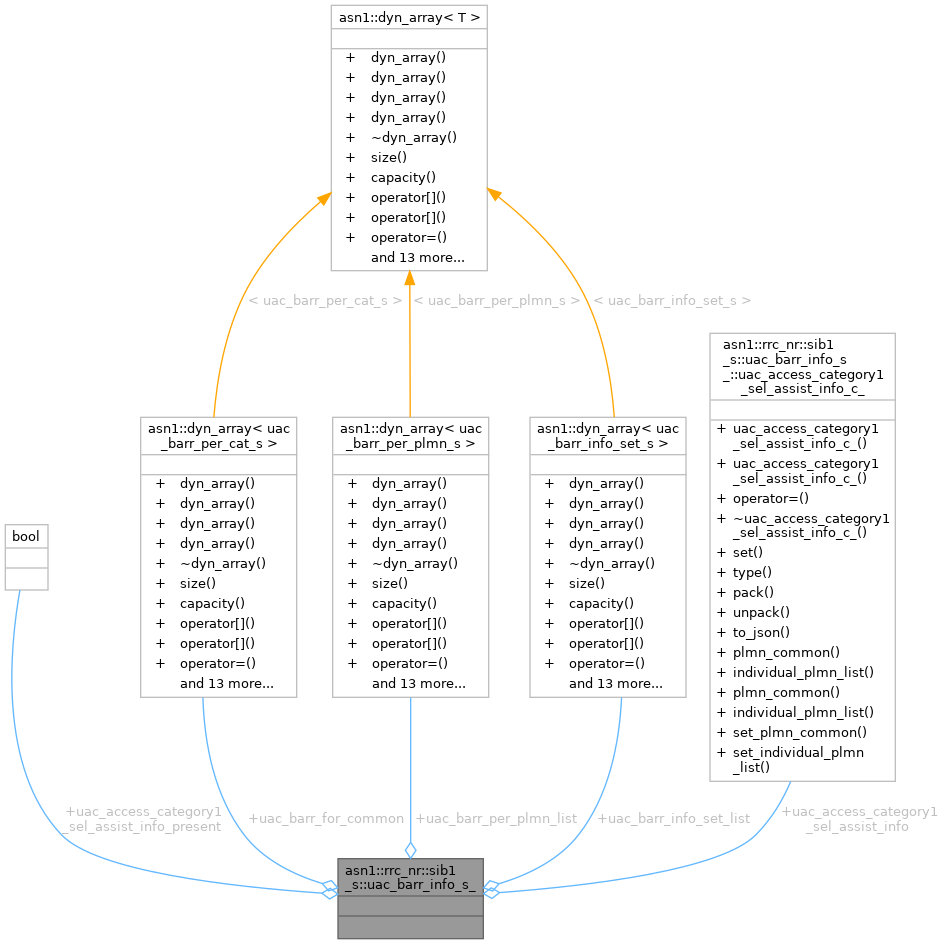 asn1::dyn_array< T >
+ dyn_array()
+ dyn_array()
+ dyn_array()
+ dyn_array()
+ ~dyn_array()
+ size()
+ capacity()
+ operator[]()
+ operator[]()
+ operator=()
and 13 more...
< uac_barr_per_cat_s >
< uac_barr_per_plmn_s >
< uac_barr_info_set_s >
asn1::rrc_nr::sib1
_s::uac_barr_info_s
_::uac_access_category1
_sel_assist_info_c_
+ uac_access_category1
_sel_assist_info_c_()
+ uac_access_category1
_sel_assist_info_c_()
+ operator=()
+ ~uac_access_category1
_sel_assist_info_c_()
+ set()
+ type()
+ pack()
+ unpack()
+ to_json()
+ plmn_common()
+ individual_plmn_list()
+ plmn_common()
+ individual_plmn_list()
+ set_plmn_common()
+ set_individual_plmn
_list()
asn1::dyn_array< uac
_barr_per_cat_s >
+ dyn_array()
+ dyn_array()
+ dyn_array()
+ dyn_array()
+ ~dyn_array()
+ size()
+ capacity()
+ operator[]()
+ operator[]()
+ operator=()
and 13 more...
asn1::dyn_array< uac
_barr_per_plmn_s >
+ dyn_array()
+ dyn_array()
+ dyn_array()
+ dyn_array()
+ ~dyn_array()
+ size()
+ capacity()
+ operator[]()
+ operator[]()
+ operator=()
and 13 more...
asn1::dyn_array< uac
_barr_info_set_s >
+ dyn_array()
+ dyn_array()
+ dyn_array()
+ dyn_array()
+ ~dyn_array()
+ size()
+ capacity()
+ operator[]()
+ operator[]()
+ operator=()
and 13 more...
bool
+uac_access_category1
_sel_assist_info_present
+uac_barr_for_common
+uac_barr_per_plmn_list
+uac_barr_info_set_list
+uac_access_category1
_sel_assist_info
asn1::rrc_nr::sib1
_s::uac_barr_info_s_